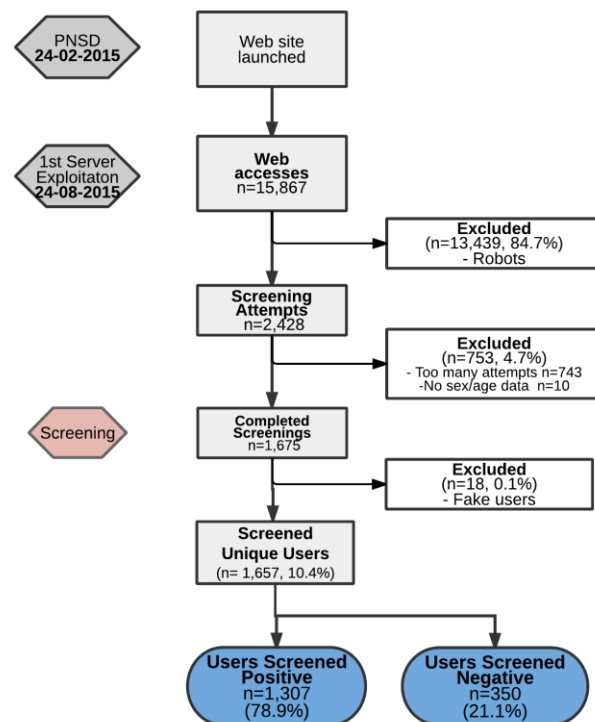 PNSD
24-02-2015
Web site
launched
1st Server
Exploitaton
24-08-2015
Web
accesses
n=15,867
Excluded
(n=13,439, 84.7%)
- Robots
Screening
Attempts
n=2,428
Excluded
(n=753, 4.7%)
- Too many attempts n=743
-No sex/age data n=10
Screening
Completed
Screenings
n=1,675
Excluded
(n=18, 0.1%)
- Fake users
Screened
Unique Users
(n= 1,657, 10.4%)
Users Screened
Positive
n=1,307
(78.9%)
Users Screened
Negative
n=350
(21.1%)